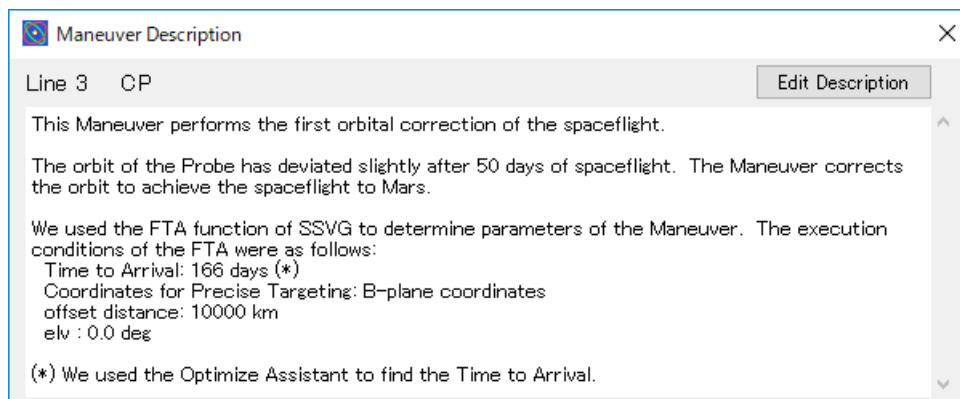 Maneuver Description
Line 3 CP
Edit Description
This Maneuver performs the first orbital correction of the spaceflight.
The orbit of the Probe has deviated slightly after 50 days of spaceflight. The Maneuver corrects
the orbit to achieve the spaceflight to Mars.
We used the FTA function of SSVG to determine parameters of the Maneuver. The execution
conditions of the FTA were as follows:
Time to Arrival: 166 days (*)
Coordinates for Precise Targeting: B-plane coordinates
offset distance: 10000 km
elv : 0.0 deg
(*) We used the Optimize Assistant to find the Time to Arrival.